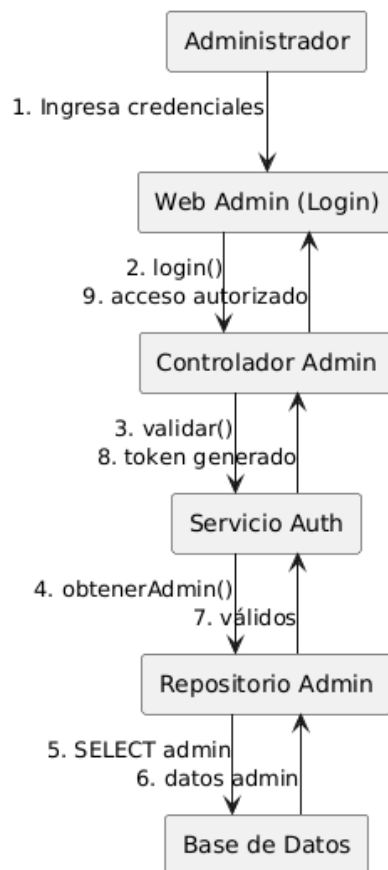 Administrador
1. Ingresa credenciales
Web Admin (Login)
2. login()
9. acceso autorizado
Controlador Admin
3. validar()
8. token generado
Servicio Auth
4. obtenerAdmin()
7. válidos
Repositorio Admin
5. SELECT admin
6. datos admin
Base de Datos